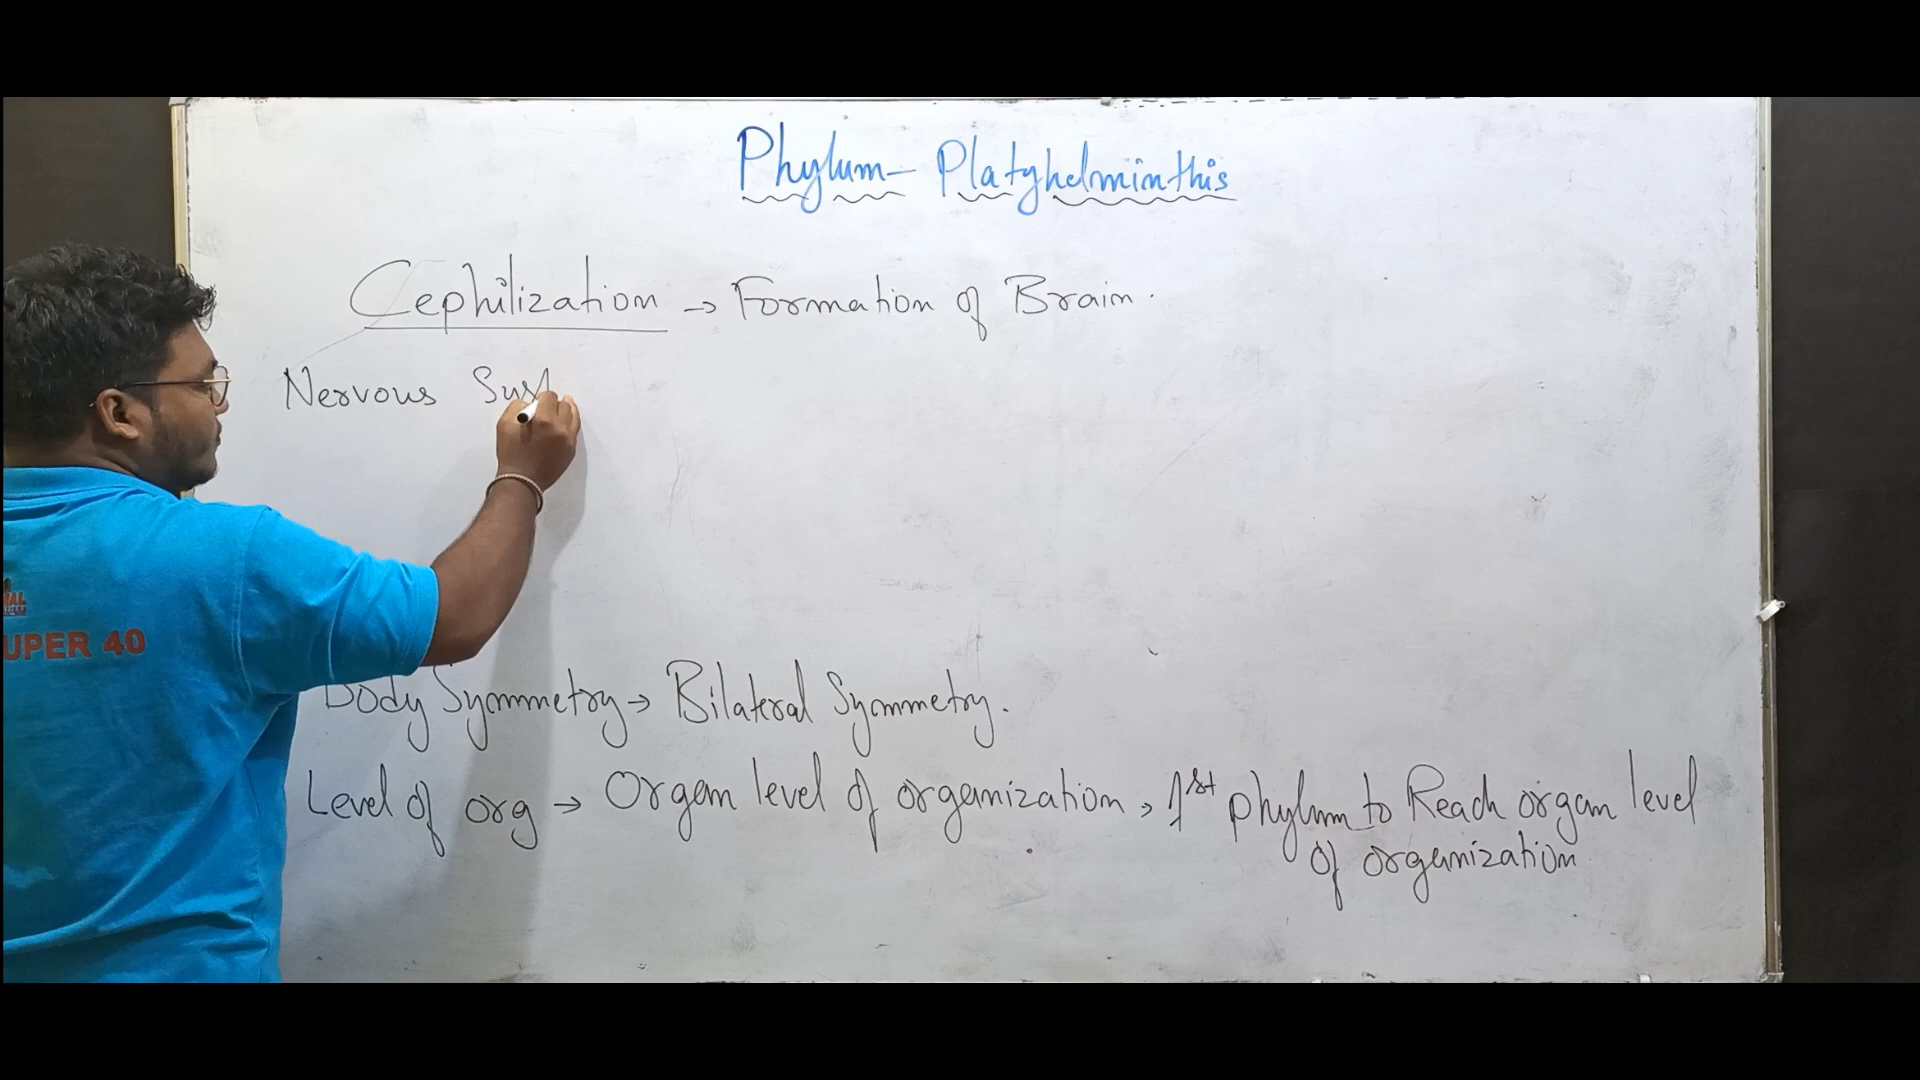 Phylum- Platyhelminthis
Cephilization → Formation of Brain.
Nervous Syst
Body Symmetry → Bilateral Symmetry.
Level of org → Organ level of organization, 1st phylum to Reach organ level
of organization
UPER 40